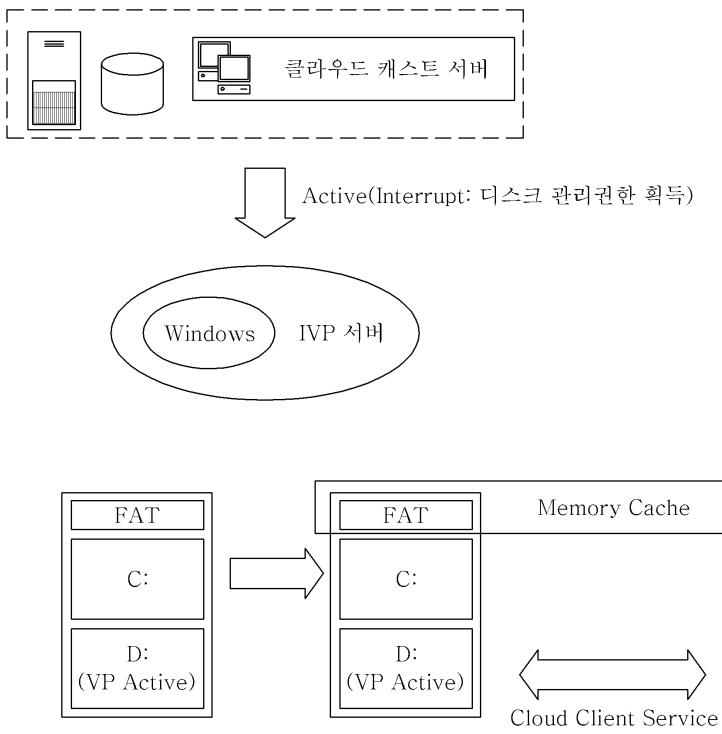 클라우드 캐스트 서버
Active(Interrupt: 디스크 관리권한 획득)
Windows
IVP 서버
FAT
C:
D:
(VP Active)
FAT
Memory Cache
C:
D:
(VP Active)
Cloud Client Service